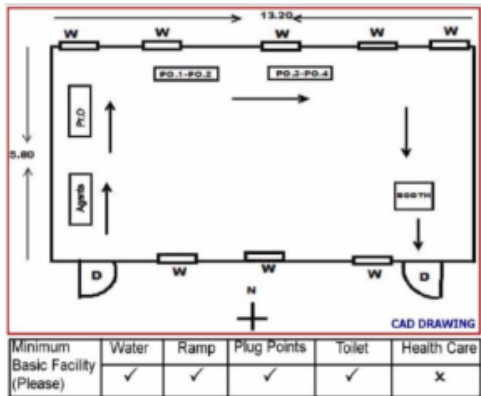 13.20
W W W W W
PO.1-PO.2 PO.3-PO.4
Pr.O
5.80
Agents
BOOTH
D W W W D
N
CAD DRAWING
Minimum Basic Facility (Please) Water Ramp Plug Points Toilet Health Care
✓ ✓ ✓ ✓ x